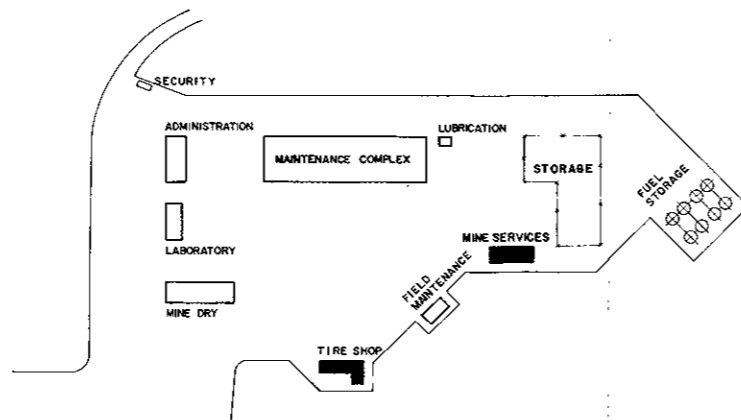 SECURITY
ADMINISTRATION
LUBRICATION
MAINTENANCE COMPLEX
STORAGE
FUEL
STORAGE
LABORATORY
MINE SERVICES
FIELD
MAINTENANCE
MINE DRY
TIRE SHOP